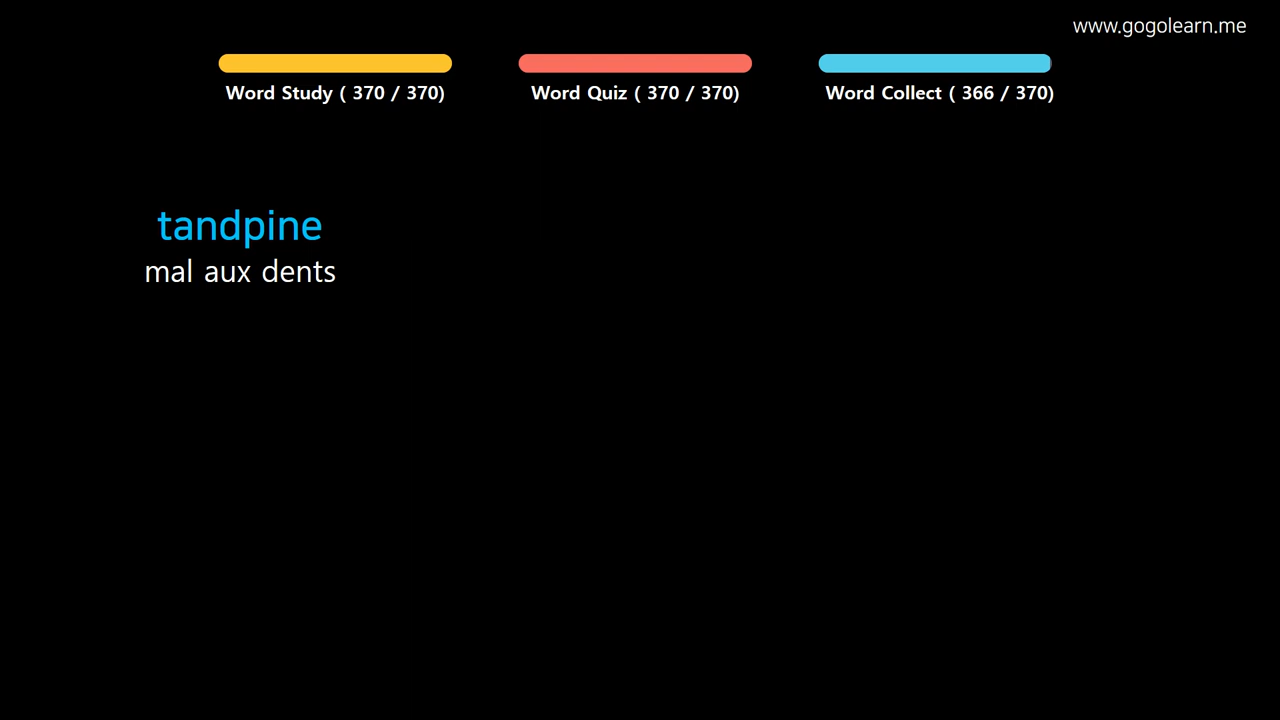 www.gogolearn.me
Word Study ( 370 / 370)
Word Quiz ( 370 / 370)
Word Collect ( 366 / 370)
tandpine
mal aux dents